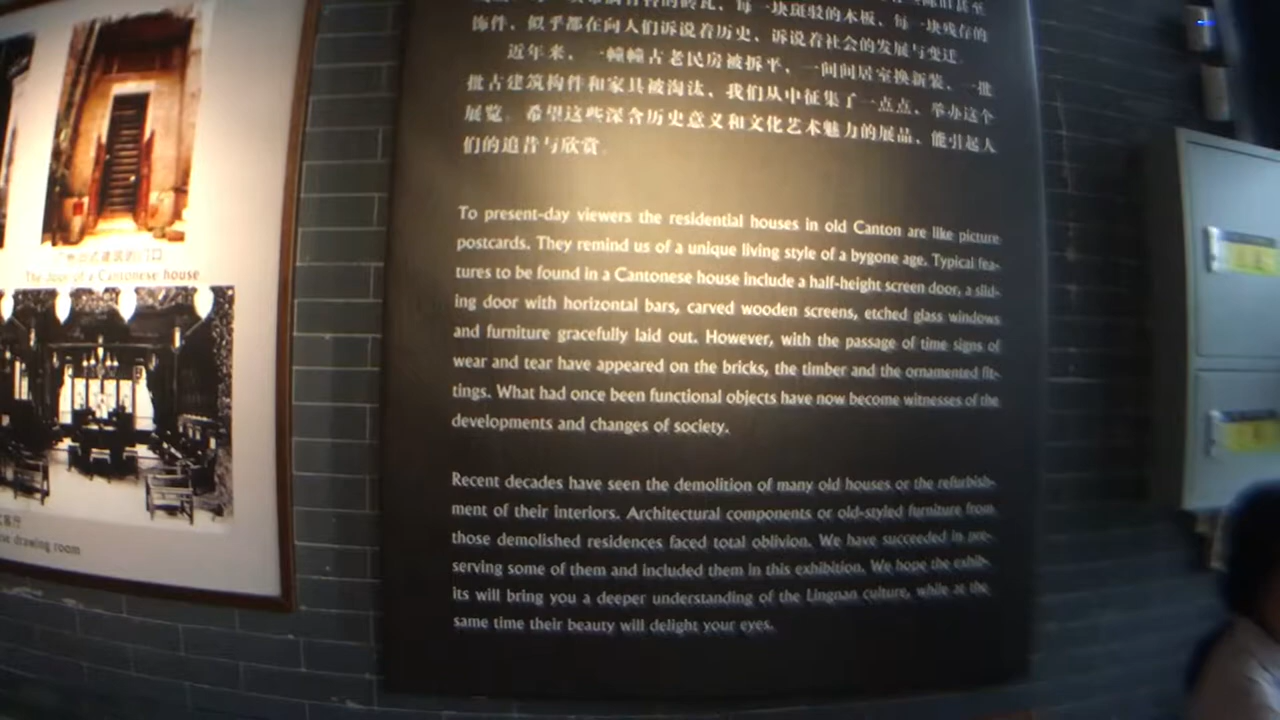 饰件，似乎都在向人们诉说着历史、诉说着社会的发展与变迁。
近年来，一幢幢古老民房被拆平，一间间居室换新装，一批
批古建筑构件和家具被淘汰，我们从中征集了一点点，举办这个
展览。希望这些深含历史意义和文化艺术魅力的展品，能引起人
们的追昔与欣赏。
To present-day viewers the residential houses in old Canton are like picture
postcards. They remind us of a unique living style of a bygone age. Typical fea-
tures to be found in a Cantonese house include a half-height screen door, a slid-
ing door with horizontal bars, carved wooden screens, etched glass windows
and furniture gracefully laid out. However, with the passage of time signs of
wear and tear have appeared on the bricks, the timber and the ornamented fit-
tings. What had once been functional objects have now become witnesses of the
developments and changes of society.
Recent decades have seen the demolition of many old houses or the refurbish-
ment of their interiors. Architectural components or old-styled furniture from
those demolished residences faced total oblivion. We have succeeded in pre-
serving some of them and included them in this exhibition. We hope the exhib-
its will bring you a deeper understanding of the Lingnan culture, while at the
same time their beauty will delight your eyes.
The door of a Cantonese house
drawing room